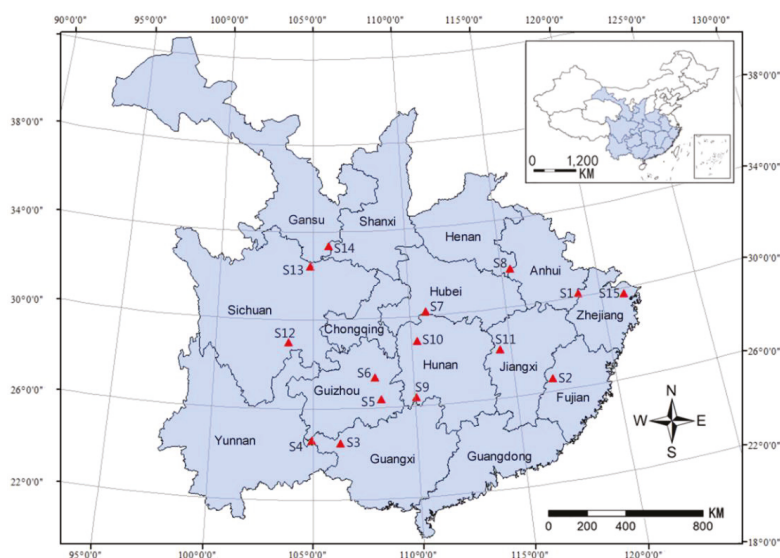 90°0'0" 95°0'0" 100°0'0" 105°0'0" 110°0'0" 115°0'0" 120°0'0" 125°0'0" 130°0'0"
38°0'0"
0 1,200
KM
38°0'0"
34°0'0"
34°0'0"
Gansu Shanxi
Henan
S14
S13
S8
Anhui
30°0'0"
30°0'0"
Sichuan
Hubei
S1 S15
S7
Zhejiang
Chongqing
S12
S10
S11
Hunan
Jiangxi
26°0'0"
S6
S2
26°0'0"
Guizhou
S9
S5
Fujian
N
W E
S
Yunnan
S4 S3
Guangxi
Guangdong
22°0'0"
22°0'0"
KM
0 200 400 800
18°0'0"
95°0'0" 100°0'0" 105°0'0" 110°0'0" 115°0'0" 120°0'0"